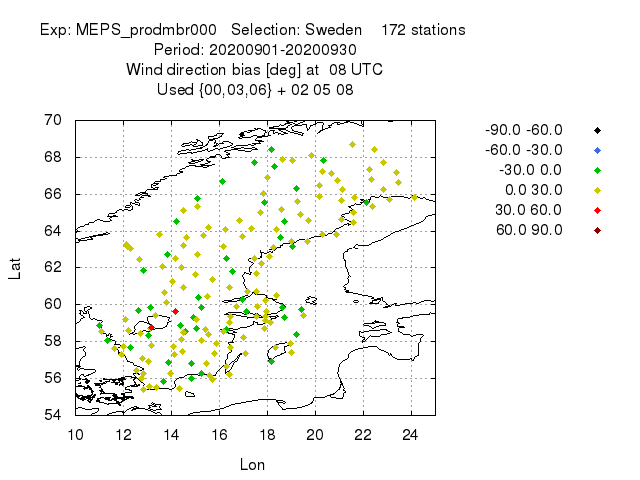 Exp: MEPS_prodmbr000 Selection: Sweden 172 stations
Period: 20200901-20200930
Wind direction bias [deg] at 08 UTC
Used {00,03,06} + 02 05 08
-90.0 -60.0
-60.0 -30.0
-30.0 0.0
0.0 30.0
30.0 60.0
60.0 90.0
Lat
70
68
66
64
62
60
58
56
54
10 12 14 16 18 20 22 24
Lon